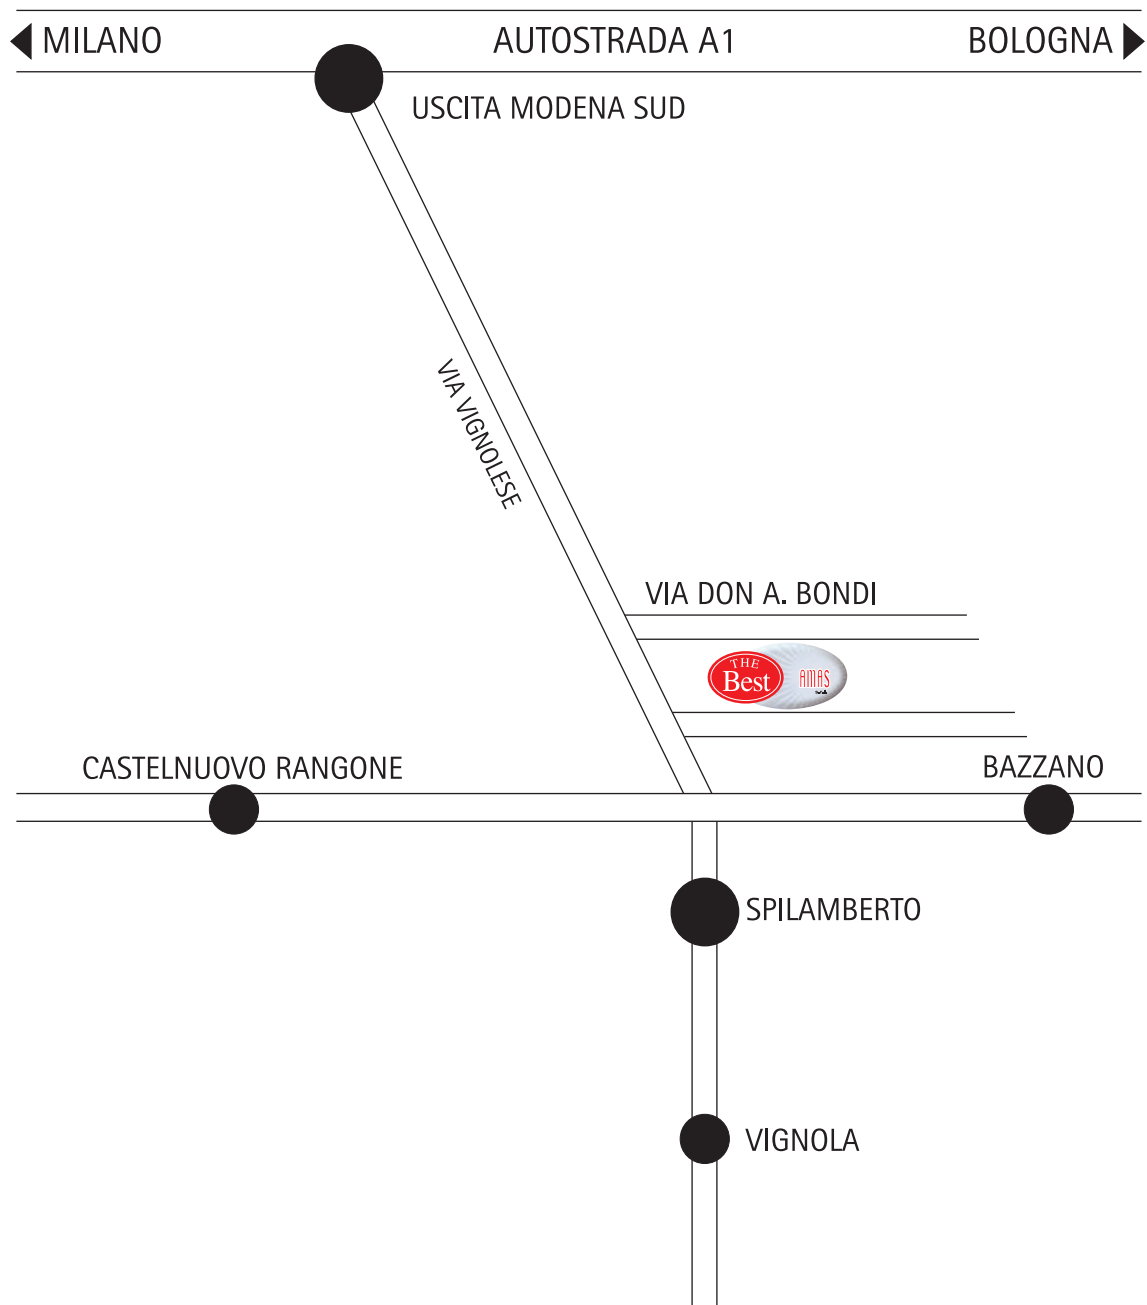 MILANO
AUTOSTRADA A1
BOLOGNA
USCITA MODENA SUD
VIA VIGNOLESE
VIA DON A. BONDI
THE
Best
AMAS
CASTELNUOVO RANGONE
BAZZANO
SPILAMBERTO
VIGNOLA